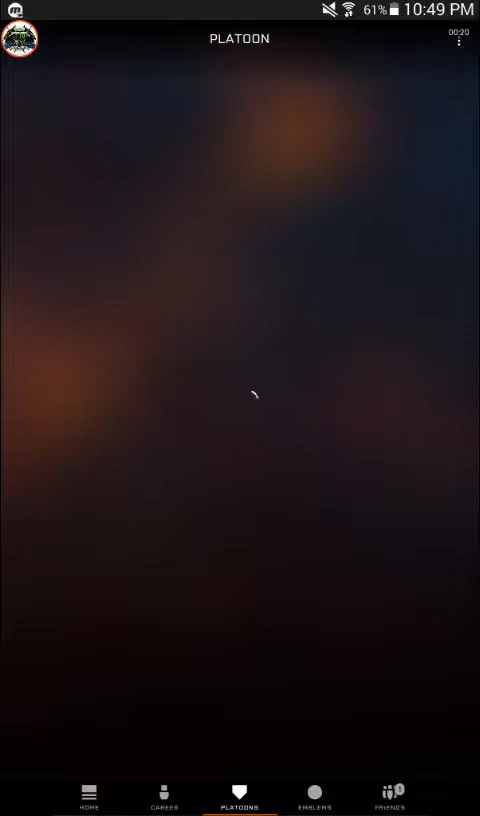 61% 10:49 PM
PLATOON
00:20
HOME CAREER PLATOONS EMBLEMS FRIENDS
1